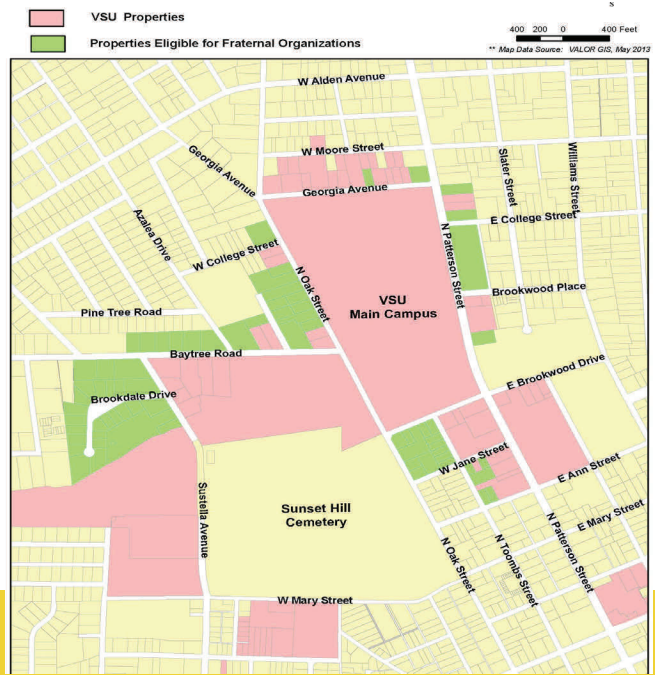 S
VSU Properties
Properties Eligible for Fraternal Organizations
400 200 0 400 Feet
** Map Data Source: VALOR GIS, May 2013
W Alden Avenue
W Moore Street
Georgia Avenue
Georgia Avenue
Slater Street
Williams Street
Azalea Drive
W College Street
N Oak Street
N Patterson Street
E College Street
VSU
Main Campus
Brookwood Place
Pine Tree Road
Baytree Road
E Brookwood Drive
Brookdale Drive
W Jane Street
E Ann Street
Sustella Avenue
Sunset Hill
Cemetery
N Oak Street
N Toombs Street
N Patterson Street
E Mary Street
W Mary Street